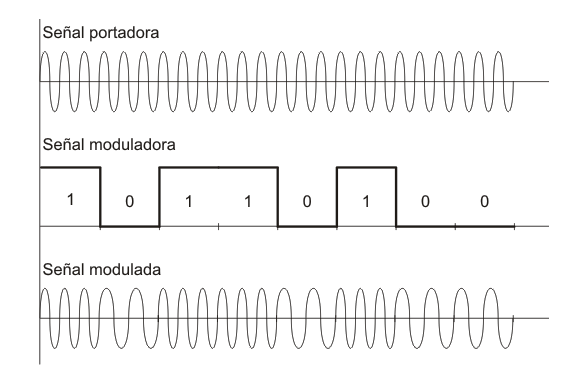 Señal portadora
Señal moduladora
1 0 1 1 0 1 0 0
Señal modulada